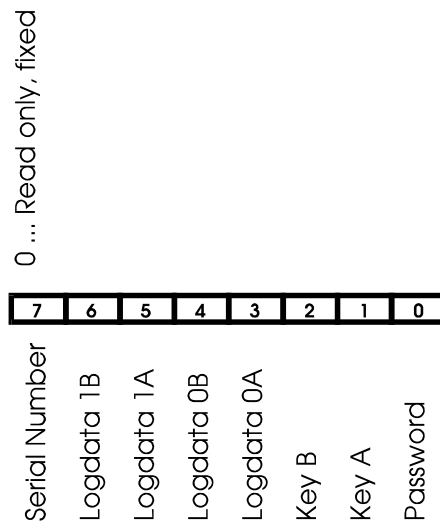 0 ... Read only, fixed
7 6 5 4 3 2 1 0
Serial Number
Logdata 1B
Logdata 1A
Logdata 0B
Logdata 0A
Key B
Key A
Password